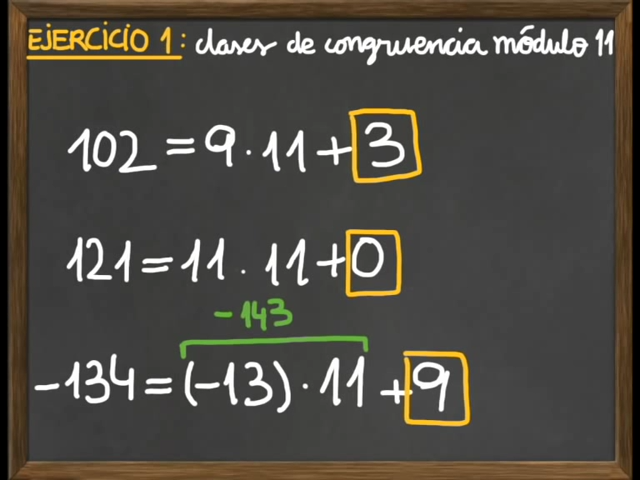 EJERCICIO 1: clases de congruencia módulo 11
102 = 9 · 11 + 3
121 = 11 · 11 + 0
-143
-134 = (-13) · 11 + 9